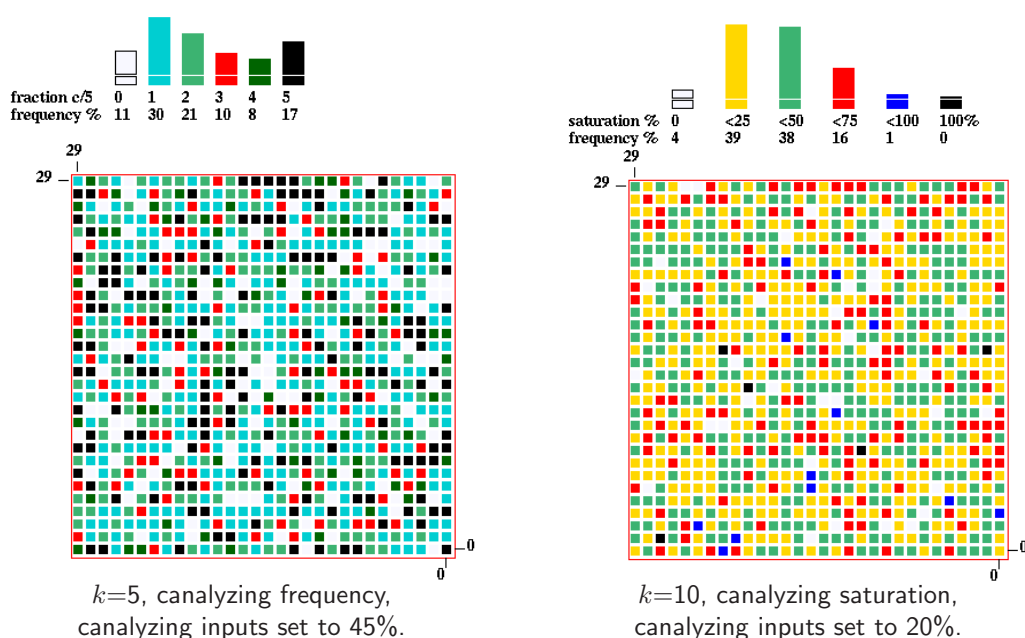 fraction c/5 0 1 2 3 4 5
frequency % 11 30 21 10 8 17
29
29
0
0
k=5, canalyzing frequency,
canalyzing inputs set to 45%.
saturation % 0 <25 <50 <75 <100 100%
frequency % 4 39 38 16 1 0
29
29
0
0
k=10, canalyzing saturation,
canalyzing inputs set to 20%.